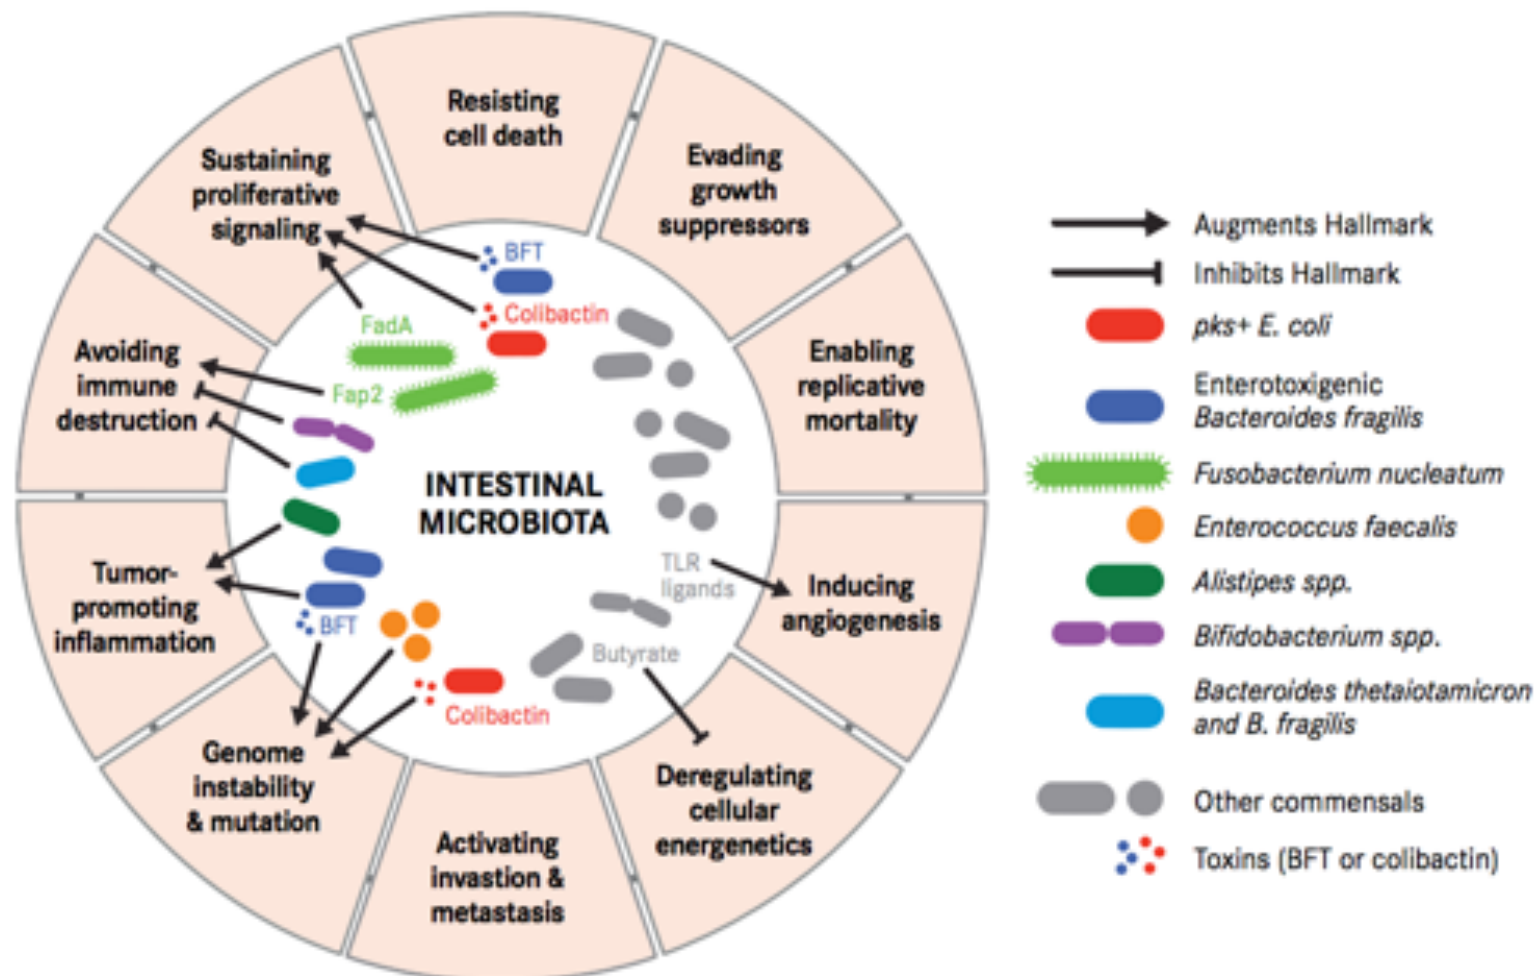 Resisting
cell death
Evading
growth
suppressors
Enabling
replicative
mortality
Inducing
angiogenesis
Deregulating
cellular
energenetics
Activating
invastion &
metastasis
Genome
instability
& mutation
Tumor-
promoting
inflammation
Avoiding
immune
destruction
Sustaining
proliferative
signaling
BFT
Colibactin
FadA
Fap2
INTESTINAL
MICROBIOTA
TLR
ligands
Butyrate
BFT
Colibactin
Augments Hallmark
Inhibits Hallmark
pks+ E. coli
Enterotoxigenic
Bacteroides fragilis
Fusobacterium nucleatum
Enterococcus faecalis
Alistipes spp.
Bifidobacterium spp.
Bacteroides thetaiotamicron
and B. fragilis
Other commensals
Toxins (BFT or colibactin)